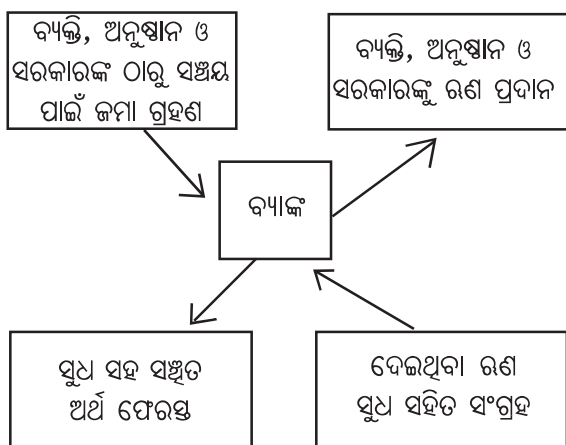 ବ୍ୟକ୍ତି, ଅନୁଷ୍ଠାନ ଓ
ସରକାରଙ୍କ ଠାରୁ ସଞ୍ଚୟ
ପାଇଁ ଜମା ଗ୍ରହଣ
ବ୍ୟକ୍ତି, ଅନୁଷ୍ଠାନ ଓ
ସରକାରଙ୍କୁ ଋଣ ପ୍ରଦାନ
ବ୍ୟାଙ୍କ
ସୁଧ ସହ ସଞ୍ଚିତ
ଅର୍ଥ ଫେରସ୍ତ
ଦେଇଥିବା ଋଣ
ସୁଧ ସହିତ ସଂଗ୍ରହ